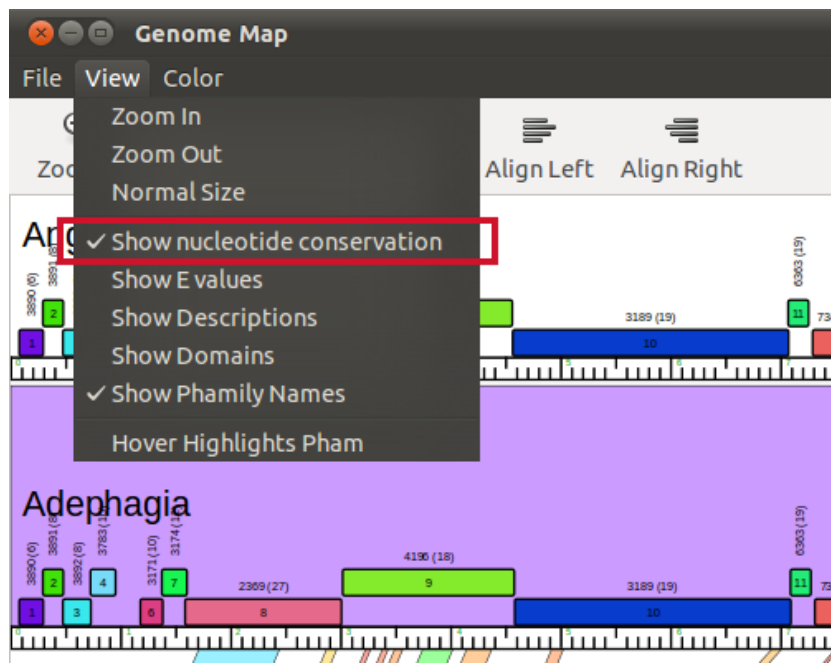 Genome Map
File View Color
Zoom In
Zoom Out
Normal Size
Show nucleotide conservation
Show E values
Show Descriptions
Show Domains
Show Phamily Names
Hover Highlights Pham
Align Left Align Right
3890 (6)
6363 (19)
3189 (19)
1
2
10
11
Adephagia
3890 (6)
3891 (8)
3892 (8)
3171 (10)
4196 (18)
6363 (19)
2369 (27)
3189 (19)
1
2
3
4
6
7
8
9
10
11